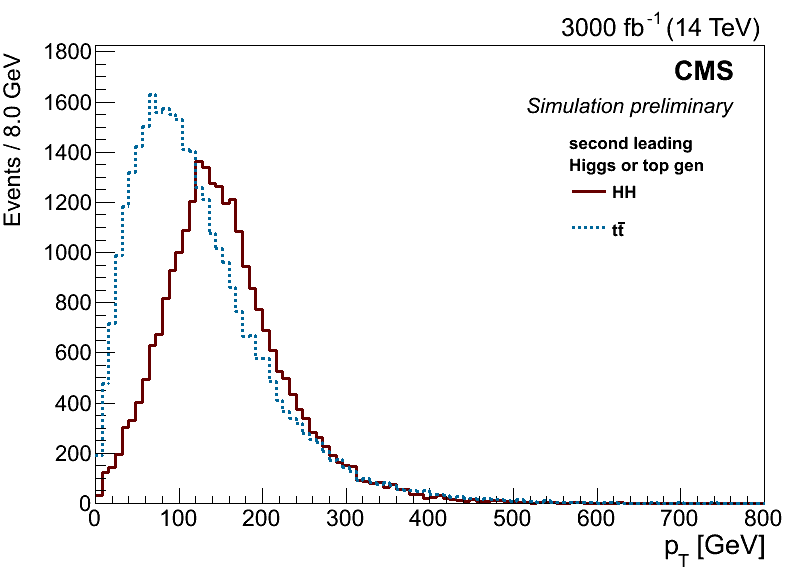 3000 fb⁻¹ (14 TeV)
CMS
Simulation preliminary
second leading
Higgs or top gen
HH
tt̄
Events / 8.0 GeV
1800
1600
1400
1200
1000
800
600
400
200
0
0 100 200 300 400 500 600 700 800
p_T [GeV]